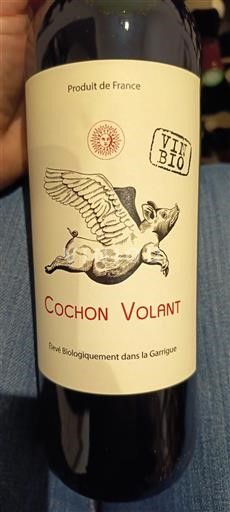 Produit de France
VIN
BIO
COCHON VOLANT
Élevé Biologiquement dans la Garrigue